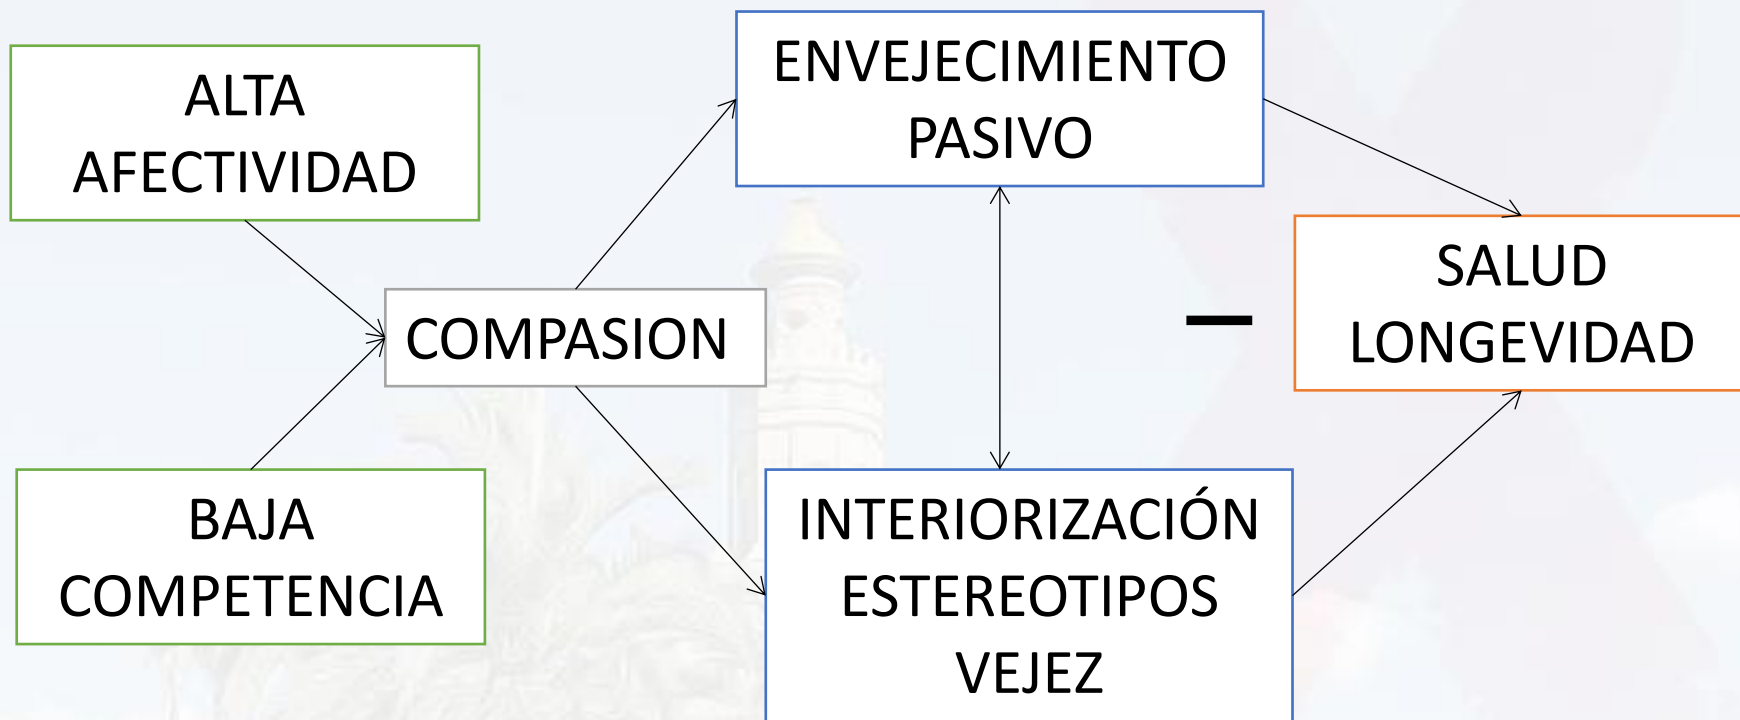 ALTA
AFECTIVIDAD
ENVEJECIMIENTO
PASIVO
COMPASION
SALUD
LONGEVIDAD
BAJA
COMPETENCIA
INTERIORIZACIÓN
ESTEREOTIPOS
VEJEZ